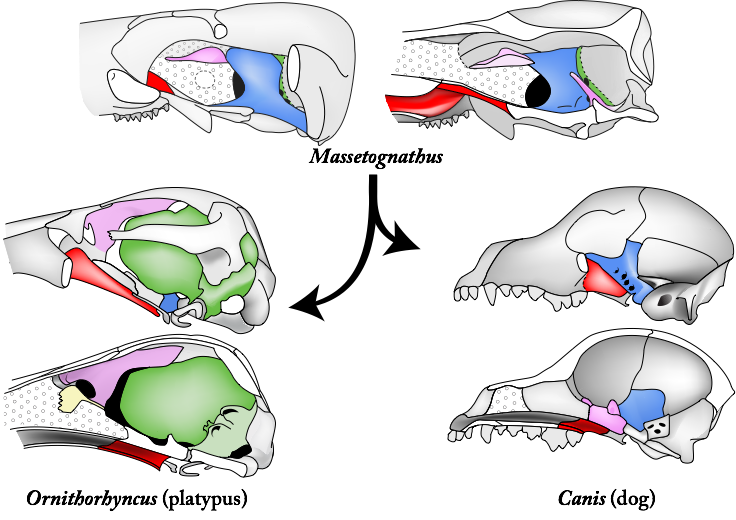 Massetognathus
Ornithorhyncus (platypus)
Canis (dog)